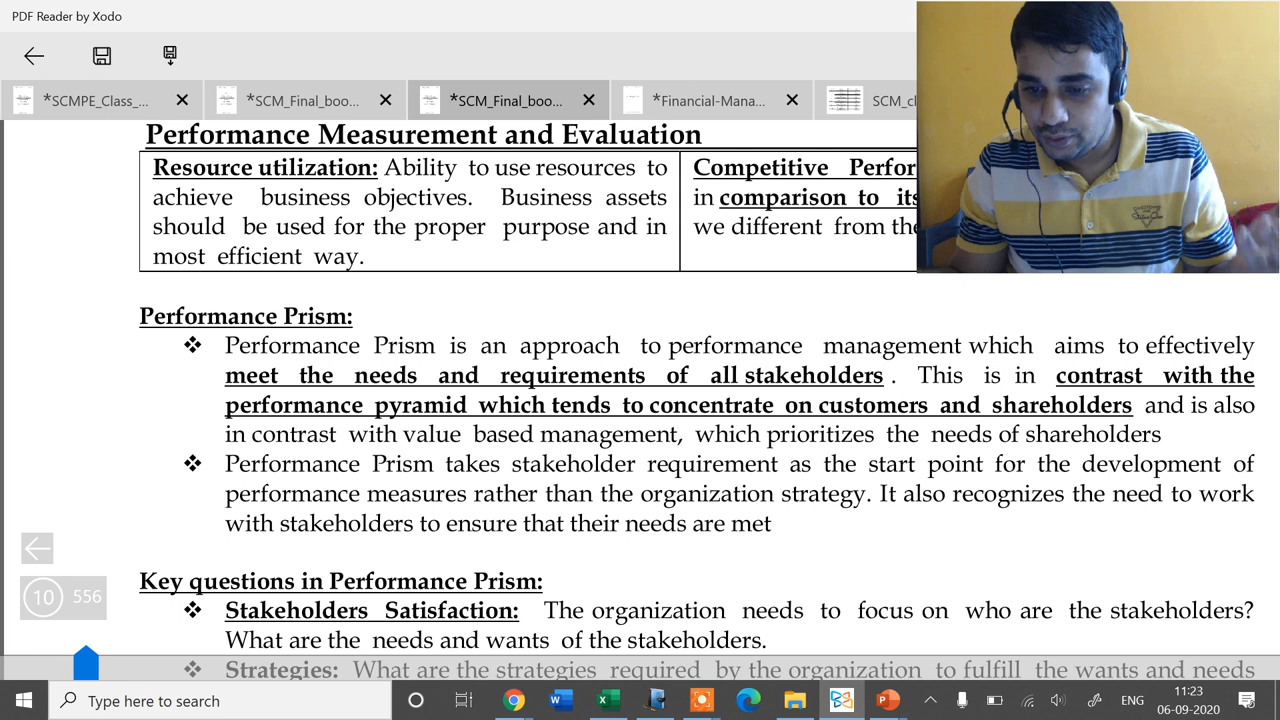 PDF Reader by Xodo
*SCMPE_Class_...
*SCM_Final_boo...
*SCM_Final_boo...
*Financial-Mana...
SCM_cl
Performance Measurement and Evaluation
Resource utilization: Ability to use resources to
achieve business objectives. Business assets
should be used for the proper purpose and in
most efficient way.
Competitive Perfor
in comparison to its
we different from the
Performance Prism:
❖ Performance Prism is an approach to performance management which aims to effectively
meet the needs and requirements of all stakeholders . This is in contrast with the
performance pyramid which tends to concentrate on customers and shareholders and is also
in contrast with value based management, which prioritizes the needs of shareholders
❖ Performance Prism takes stakeholder requirement as the start point for the development of
performance measures rather than the organization strategy. It also recognizes the need to work
with stakeholders to ensure that their needs are met
10 556
Key questions in Performance Prism:
❖ Stakeholders Satisfaction: The organization needs to focus on who are the stakeholders?
What are the needs and wants of the stakeholders.
❖ Strategies: What are the strategies required by the organization to fulfill the wants and needs
Type here to search
ENG
11:23
06-09-2020